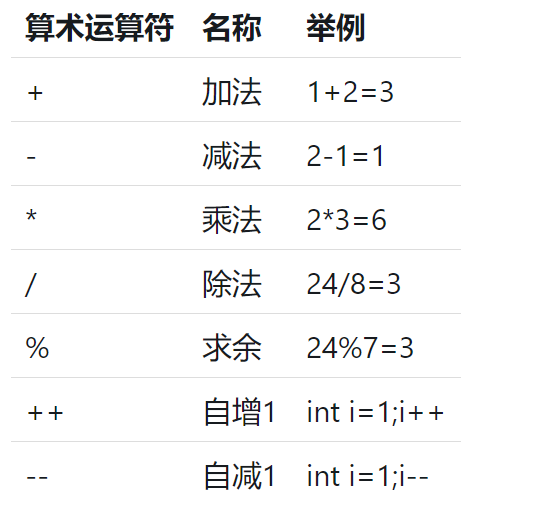 算术运算符 名称 举例
+ 加法 1+2=3
- 减法 2-1=1
* 乘法 2*3=6
/ 除法 24/8=3
% 求余 24%7=3
++ 自增1 int i=1;i++
-- 自减1 int i=1;i--